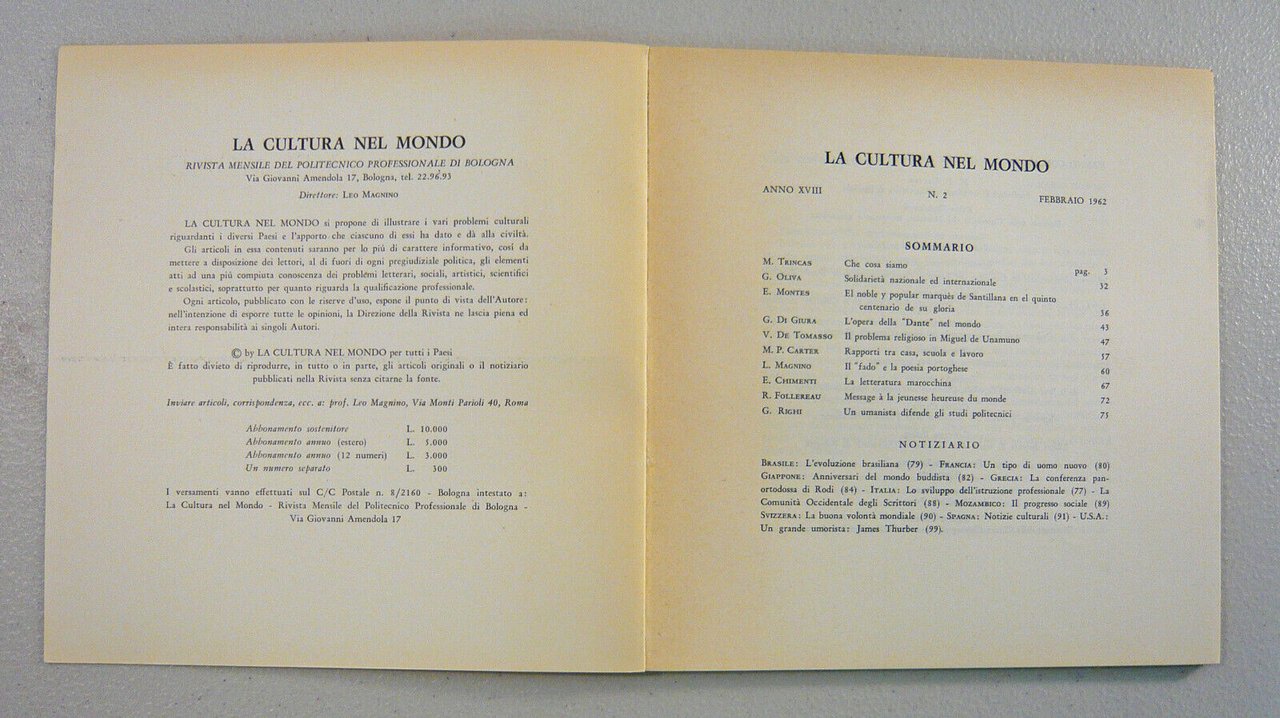 LA CULTURA NEL MONDO
RIVISTA MENSILE DEL POLITECNICO PROFESSIONALE DI BOLOGNA
Via Giovanni Amendola 17, Bologna, tel. 22.96.93
Direttore: LEO MAGNINO
LA CULTURA NEL MONDO si propone di illustrare i vari problemi culturali
riguardanti i diversi Paesi e l'apporto che ciascuno di essi ha dato e dà alla civiltà.
Gli articoli in essa contenuti saranno per lo piú di carattere informativo, cosí da
mettere a disposizione dei lettori, al di fuori di ogni pregiudiziale politica, gli elementi
atti ad una piú compiuta conoscenza dei problemi letterari, sociali, artistici, scientifici
e scolastici, soprattutto per quanto riguarda la qualificazione professionale.
Ogni articolo, pubblicato con le riserve d'uso, espone il punto di vista dell'Autore:
nell'intenzione di esporre tutte le opinioni, la Direzione della Rivista ne lascia piena ed
intera responsabilità ai singoli Autori.
© by LA CULTURA NEL MONDO per tutti i Paesi
È fatto divieto di riprodurre, in tutto o in parte, gli articoli originali o il notiziario
pubblicati nella Rivista senza citarne la fonte.
Inviare articoli, corrispondenza, ecc. a: prof. Leo Magnino, Via Monti Parioli 40, Roma
Abbonamento sostenitore L. 10.000
Abbonamento annuo (estero) L. 5.000
Abbonamento annuo (12 numeri) L. 3.000
Un numero separato L. 300
I versamenti vanno effettuati sul C/C Postale n. 8/2160 - Bologna intestato a:
La Cultura nel Mondo - Rivista Mensile del Politecnico Professionale di Bologna -
Via Giovanni Amendola 17
LA CULTURA NEL MONDO
ANNO XVIII N. 2 FEBBRAIO 1962
SOMMARIO
M. TRINCAS Che cosa siamo pag. 5
G. OLIVA Solidarietà nazionale ed internazionale 32
E. MONTES El noble y popular marquès de Santillana en el quinto
centenario de su gloria 36
G. DI GIURA L'opera della "Dante" nel mondo 43
V. DE TOMASSO Il problema religioso in Miguel de Unamuno 47
M. P. CARTER Rapporti tra casa, scuola e lavoro 57
L. MAGNINO Il "fado" e la poesia portoghese 60
E. CHIMENTI La letteratura marocchina 67
R. FOLLEREAU Message à la jeunesse heureuse du monde 72
G. RIGHI Un umanista difende gli studi politecnici 75
NOTIZIARIO
BRASILE: L'evoluzione brasiliana (79) - FRANCIA: Un tipo di uomo nuovo (80)
GIAPPONE: Anniversari del mondo buddista (82) - GRECIA: La conferenza pan-
ortodossa di Rodi (84) - ITALIA: Lo sviluppo dell'istruzione professionale (77) - La
Comunità Occidentale degli Scrittori (88) - MOZAMBICO: Il progresso sociale (89)
SVIZZERA: La buona volontà mondiale (90) - SPAGNA: Notizie culturali (91) - U.S.A.:
Un grande umorista: James Thurber (99).